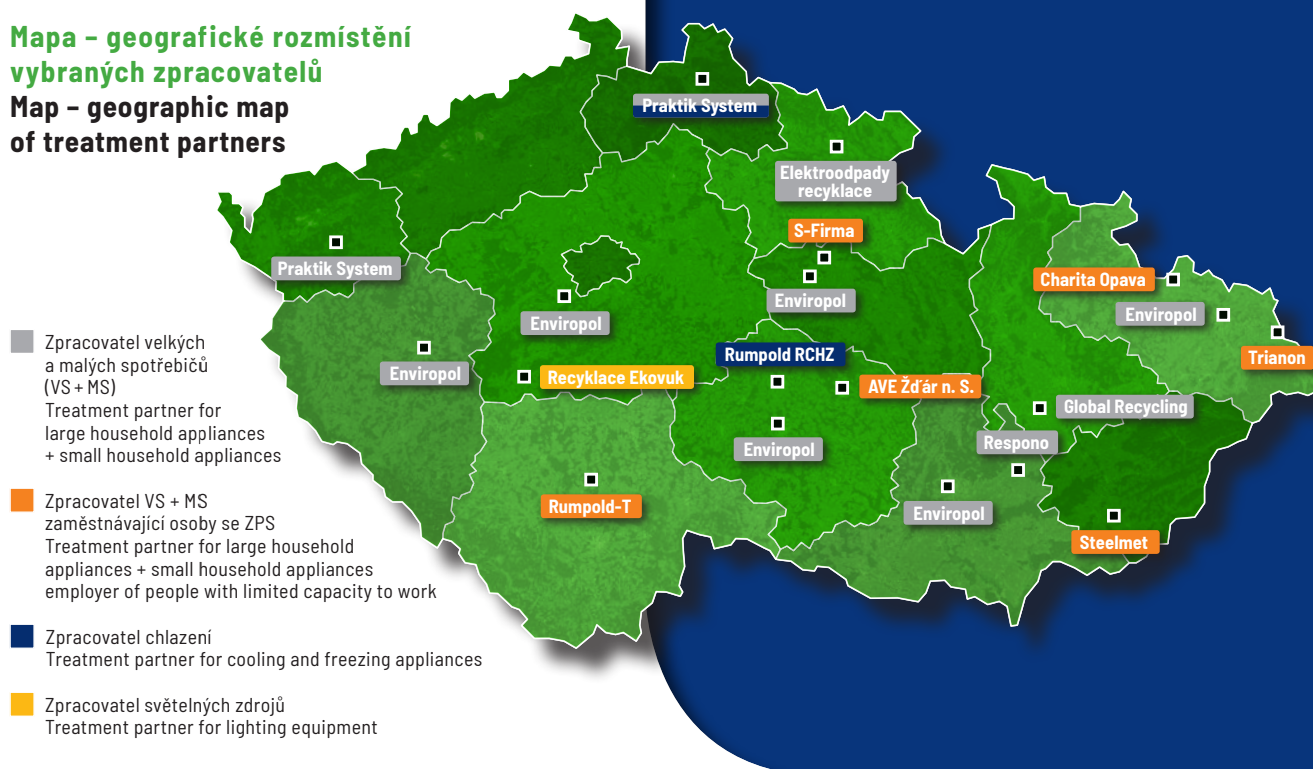 Mapa – geografické rozmístění
vybraných zpracovatelů
Map – geographic map
of treatment partners
Praktik System
Elektroodpady
recyklace
S-Firma
Praktik System
Charita Opava
Enviropol
Enviropol
Enviropol
Trianon
Rumpold RCHZ
Enviropol
Recyklace Ekovuk
AVE Žďár n. S.
Global Recycling
Respono
Enviropol
Rumpold-T
Enviropol
Steelmet
Zpracovatel velkých
a malých spotřebičů
(VS + MS)
Treatment partner for
large household appliances
+ small household appliances
Zpracovatel VS + MS
zaměstnávající osoby se ZPS
Treatment partner for large household
appliances + small household appliances
employer of people with limited capacity to work
Zpracovatel chlazení
Treatment partner for cooling and freezing appliances
Zpracovatel světelných zdrojů
Treatment partner for lighting equipment